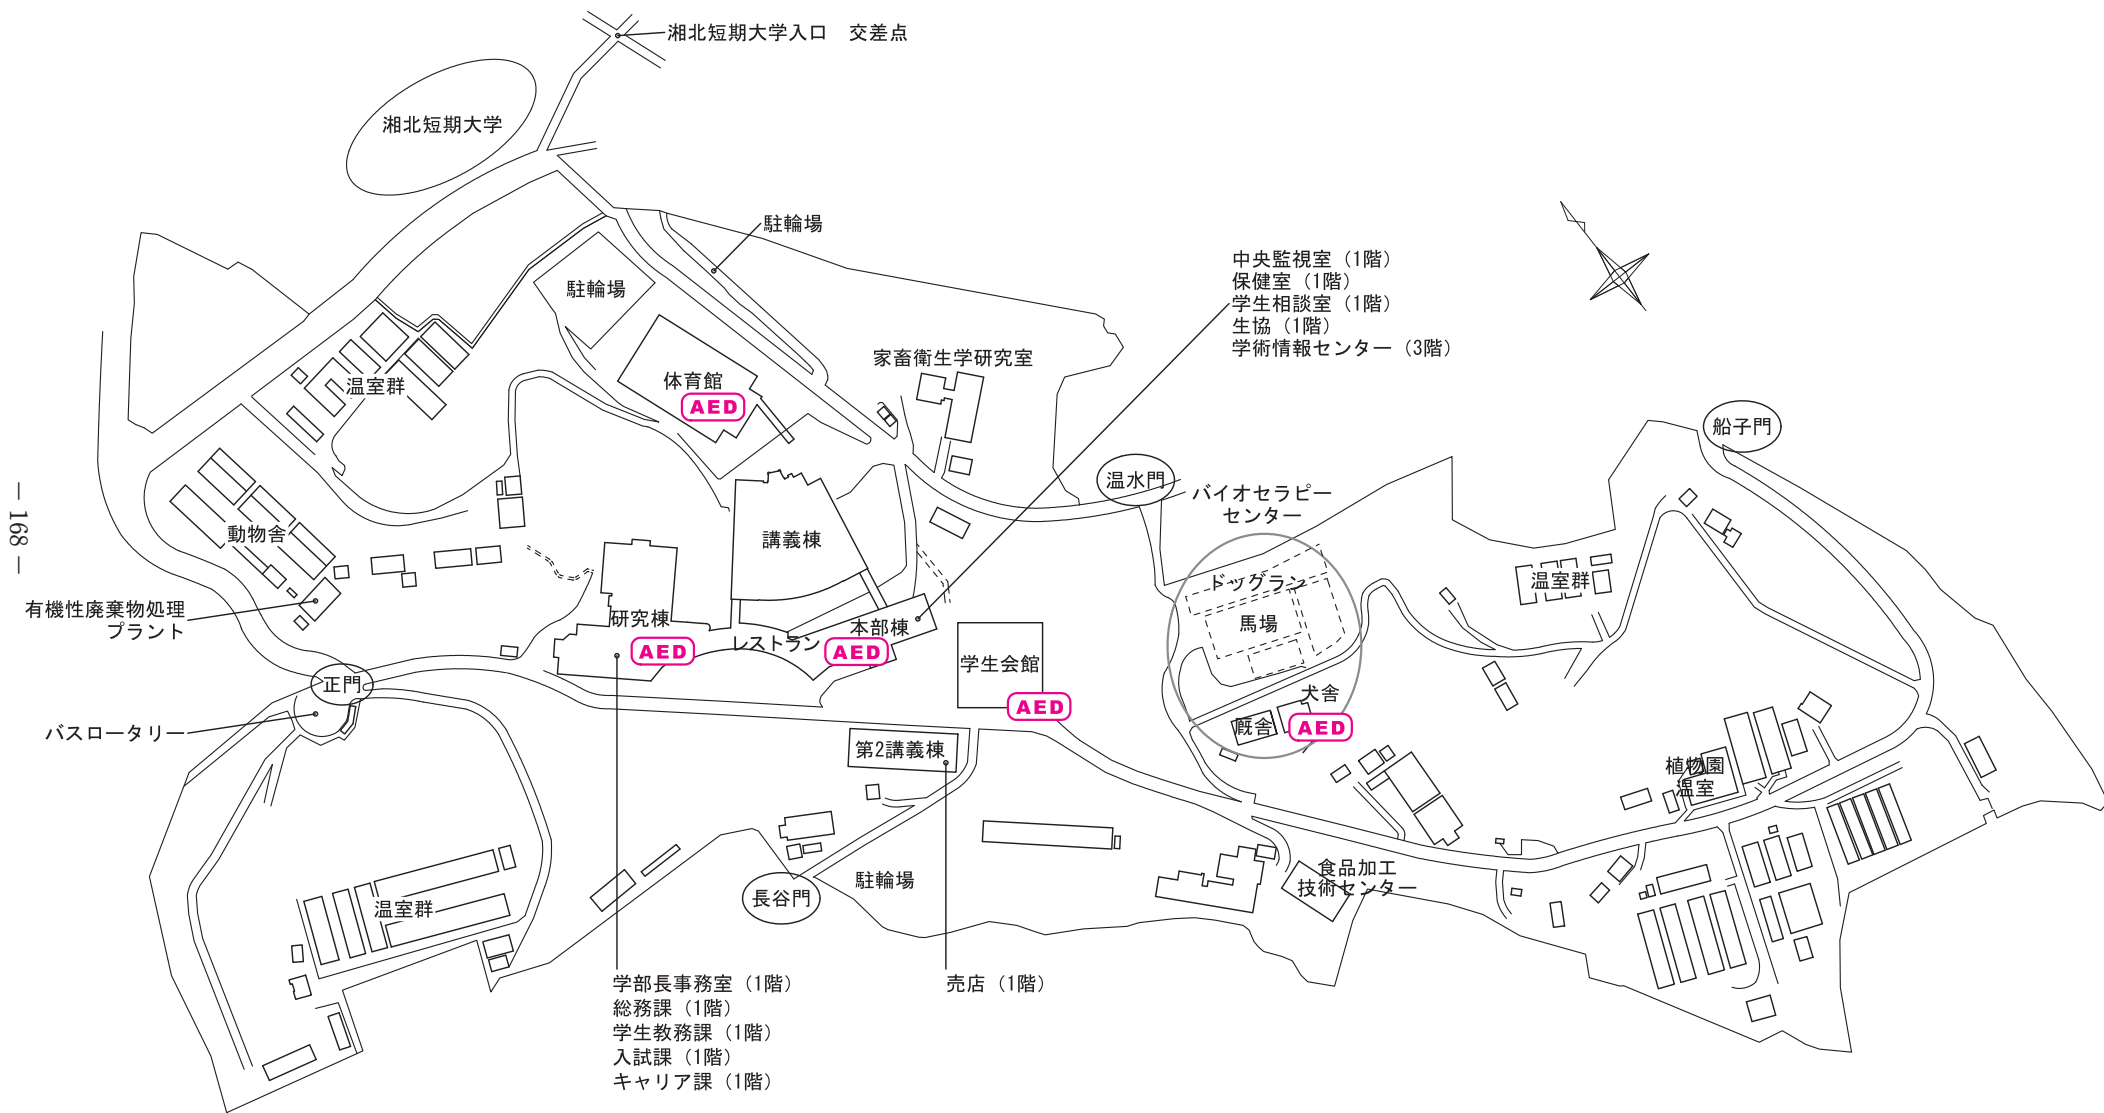 湘北短期大学入口　交差点
湘北短期大学
駐輪場
駐輪場
中央監視室（1階）
保健室（1階）
学生相談室（1階）
生協（1階）
学術情報センター（3階）
家畜衛生学研究室
体育館
AED
温室群
船子門
温水門
バイオセラピー
センター
講義棟
動物舎
ドッグラン
温室群
馬場
有機性廃棄物処理
プラント
研究棟
AED
レストラン
本部棟
AED
学生会館
AED
正門
バスロータリー
犬舎
厩舎
AED
第2講義棟
植物園
温室
食品加工
技術センター
駐輪場
長谷門
温室群
学部長事務室（1階）
総務課（1階）
学生教務課（1階）
入試課（1階）
キャリア課（1階）
売店（1階）
— 168 —